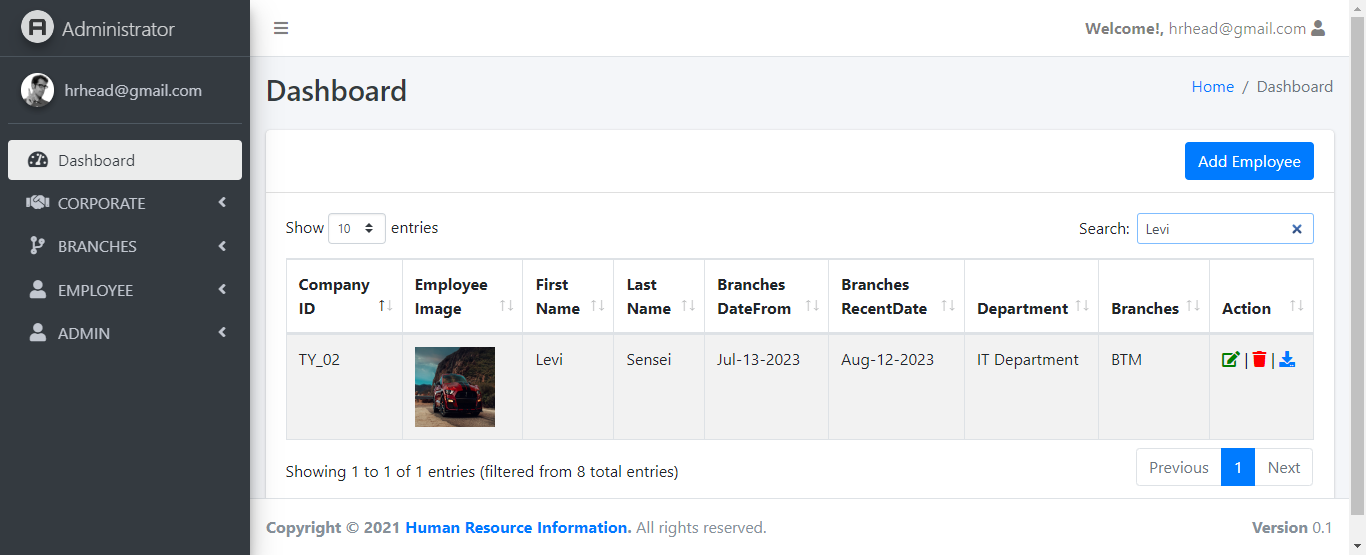 Administrator
Welcome!, hrhead@gmail.com
hrhead@gmail.com
Dashboard
Home / Dashboard
Dashboard
CORPORATE
BRANCHES
EMPLOYEE
ADMIN
Add Employee
Show 10 entries
Search: Levi
Company ID
Employee Image
First Name
Last Name
Branches DateFrom
Branches RecentDate
Department
Branches
Action
TY_02
Levi
Sensei
Jul-13-2023
Aug-12-2023
IT Department
BTM
| |
Showing 1 to 1 of 1 entries (filtered from 8 total entries)
Previous 1 Next
Copyright © 2021 Human Resource Information. All rights reserved.
Version 0.1